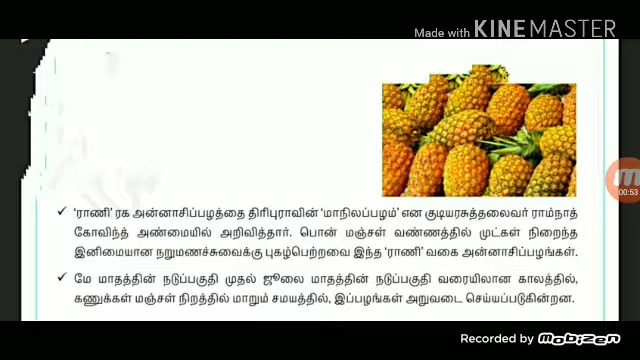 Made with KINEMASTER
✓ 'ராணி' ரக அன்னாசிப்பழத்தை திரிபுராவின் 'மாநிலப்பழம்' என குடியரசுத்தலைவர் ராம்நாத்
கோவிந்த் அண்மையில் அறிவித்தார். பொன் மஞ்சள் வண்ணத்தில் முட்கள் நிறைந்த
இனிமையான நறுமணச்சுவைக்கு புகழ்பெற்றவை இந்த 'ராணி' வகை அன்னாசிப்பழங்கள்.
✓ மே மாதத்தின் நடுப்பகுதி முதல் ஜூலை மாதத்தின் நடுப்பகுதி வரையிலான காலத்தில்,
கணுக்கள் மஞ்சள் நிறத்தில் மாறும் சமயத்தில், இப்பழங்கள் அறுவடை செய்யப்படுகின்றன.
00:53
Recorded by Mobizen